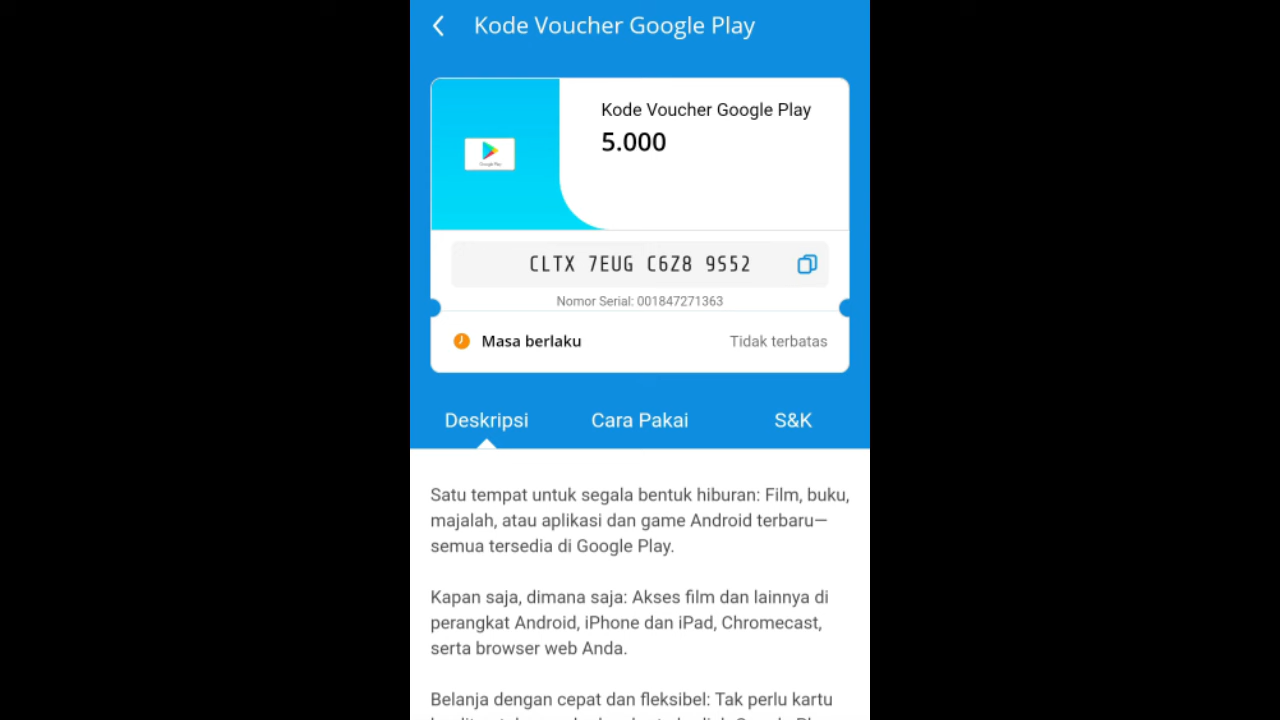 Kode Voucher Google Play
Kode Voucher Google Play
5.000
Google Play
CLTX 7EUG C6Z8 9S52
Nomor Serial: 001847271363
Masa berlaku
Tidak terbatas
Deskripsi
Cara Pakai
S&K
Satu tempat untuk segala bentuk hiburan: Film, buku,
majalah, atau aplikasi dan game Android terbaru—
semua tersedia di Google Play.
Kapan saja, dimana saja: Akses film dan lainnya di
perangkat Android, iPhone dan iPad, Chromecast,
serta browser web Anda.
Belanja dengan cepat dan fleksibel: Tak perlu kartu